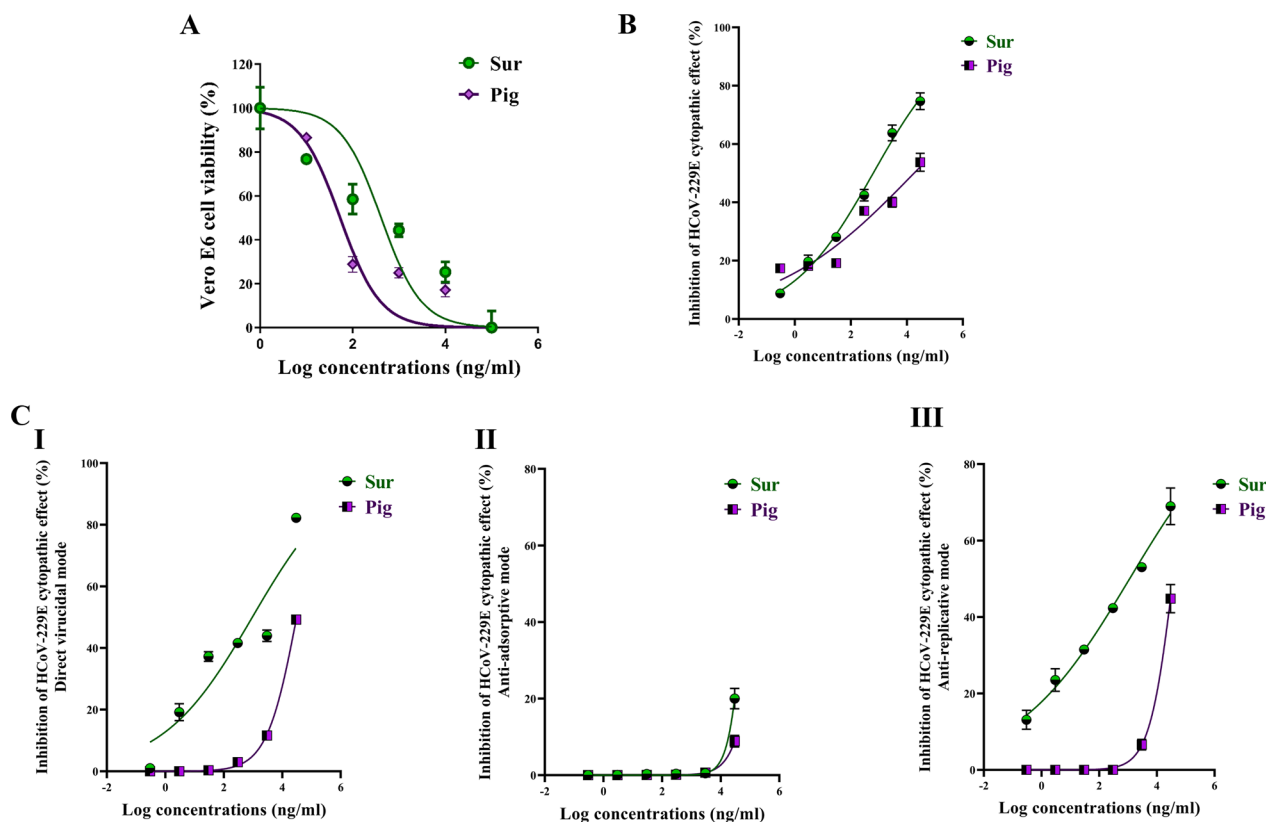 A
Sur
Pig
Vero E6 cell viability (%)
120
100
80
60
40
20
0
0
2
4
6
Log concentrations (ng/ml)
B
Sur
Pig
Inhibition of HCoV-229E cytopathic effect (%)
100
80
60
40
20
0
-2
0
2
4
6
Log concentrations (ng/ml)
C
I
Sur
Pig
Inhibition of HCoV-229E cytopathic effect (%)
Direct virucidal mode
100
80
60
40
20
0
-2
0
2
4
6
Log concentrations (ng/ml)
II
Sur
Pig
Inhibition of HCoV-229E cytopathic effect (%)
Anti-adsorptive mode
80
60
40
20
0
-2
0
2
4
6
Log concentrations (ng/ml)
III
Sur
Pig
Inhibition of HCoV-229E cytopathic effect (%)
Anti-replicative mode
80
60
40
20
0
-2
0
2
4
6
Log concentrations (ng/ml)